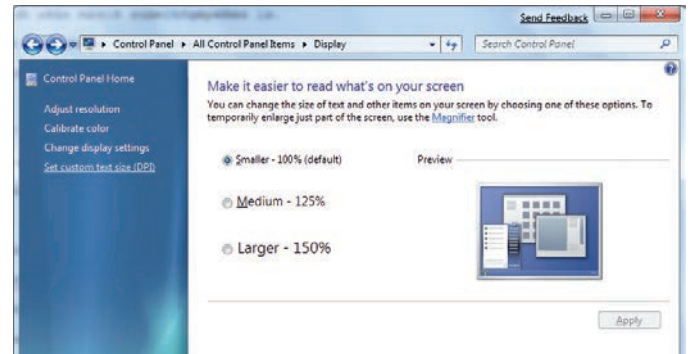 Send Feedback
Control Panel ▸ All Control Panel Items ▸ Display
Search Control Panel
Control Panel Home
Adjust resolution
Calibrate color
Change display settings
Set custom text size (DPI)
Make it easier to read what's on your screen
You can change the size of text and other items on your screen by choosing one of these options. To
temporarily enlarge just part of the screen, use the Magnifier tool.
Smaller - 100% (default)
Preview
Medium - 125%
Larger - 150%
Apply